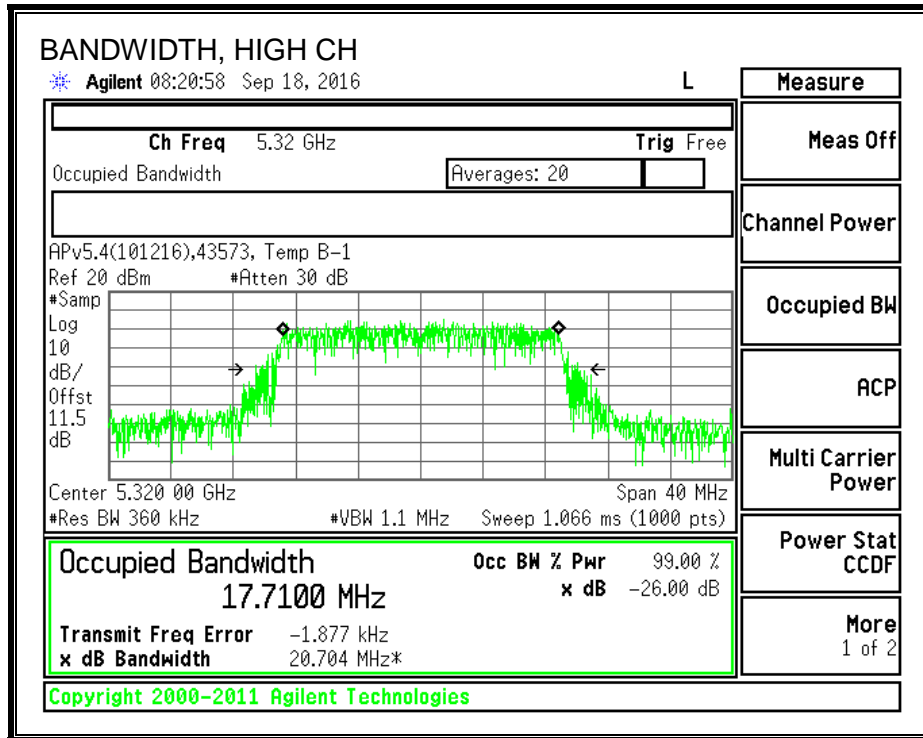 BANDWIDTH, HIGH CH
Agilent 08:20:58 Sep 18, 2016 L
Measure
Ch Freq 5.32 GHz Trig Free
Meas Off
Occupied Bandwidth Averages: 20
Channel Power
APv5.4(101216),43573, Temp B-1
Ref 20 dBm #Atten 30 dB
#Samp
Log
10
dB/
Offst
11.5
dB
Occupied BW
ACP
Multi Carrier
Power
Center 5.320 00 GHz Span 40 MHz
#Res BW 360 kHz #VBW 1.1 MHz Sweep 1.066 ms (1000 pts)
Power Stat
CCDF
Occupied Bandwidth Occ BW % Pwr 99.00 %
17.7100 MHz x dB -26.00 dB
Transmit Freq Error -1.877 kHz
x dB Bandwidth 20.704 MHz*
More
1 of 2
Copyright 2000-2011 Agilent Technologies